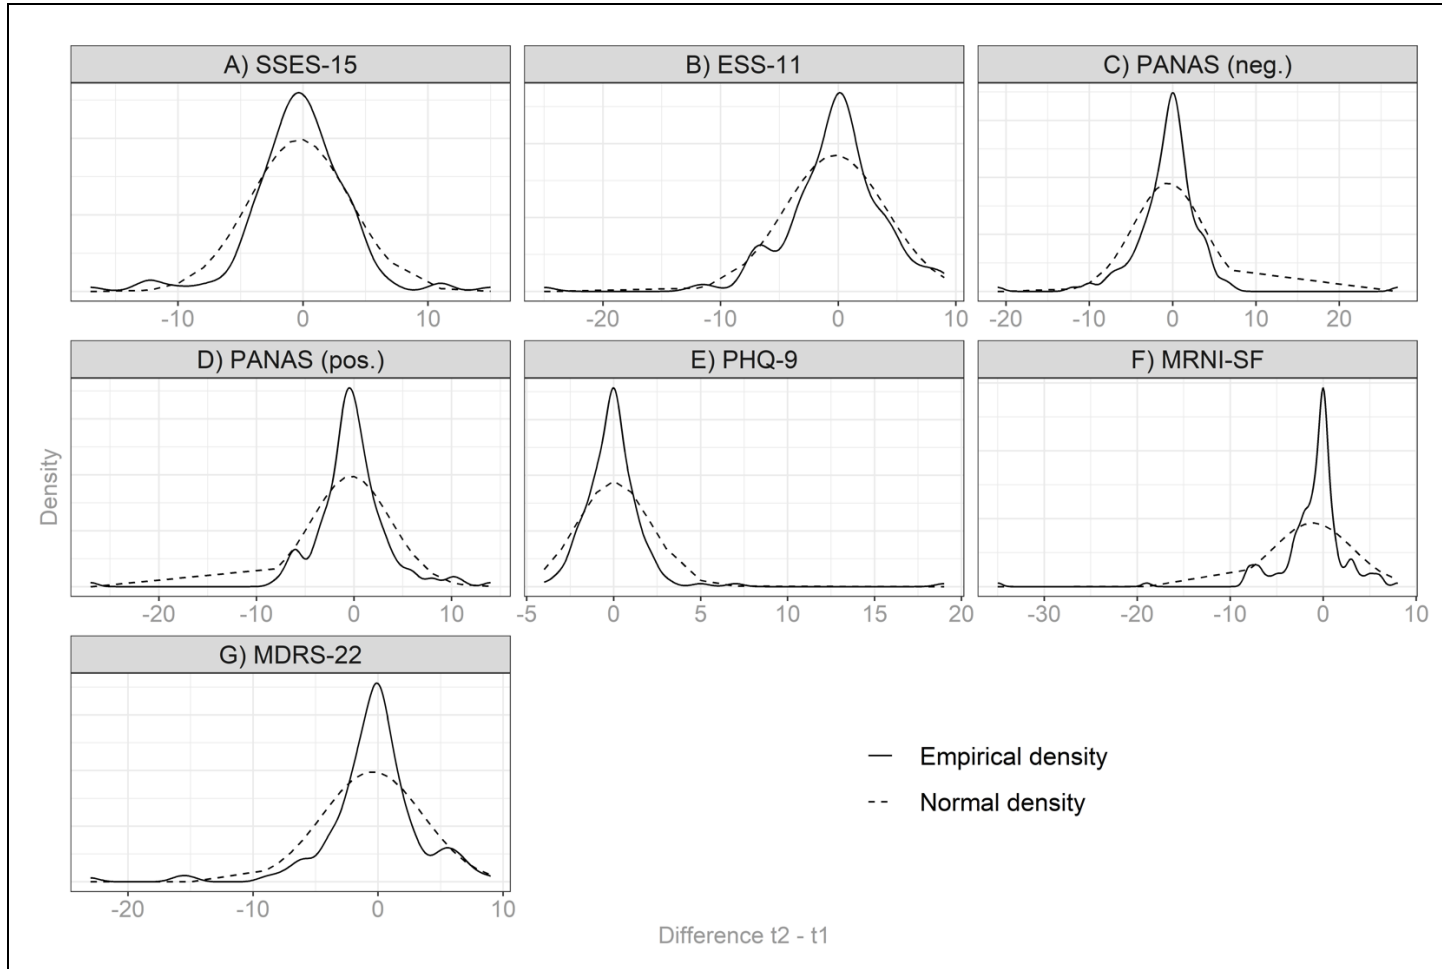 A) SSES-15
B) ESS-11
C) PANAS (neg.)
-10 0 10
-20 -10 0 10
-20 -10 0 10 20
D) PANAS (pos.)
E) PHQ-9
F) MRNI-SF
Density
-20 -10 0 10
-5 0 5 10 15 20
-30 -20 -10 0 10
G) MDRS-22
-20 -10 0 10
Empirical density
Normal density
Difference t2 - t1